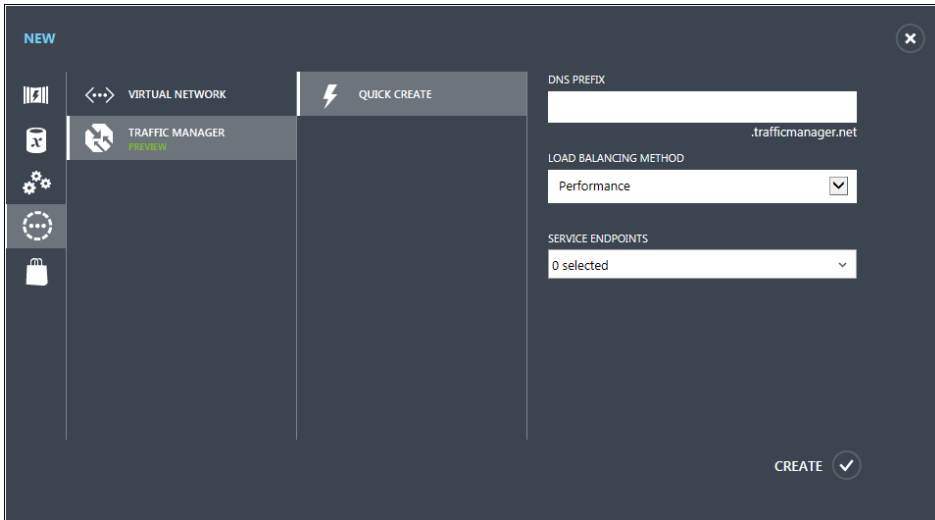 NEW
VIRTUAL NETWORK
TRAFFIC MANAGER
PREVIEW
QUICK CREATE
DNS PREFIX
.trafficmanager.net
LOAD BALANCING METHOD
Performance
SERVICE ENDPOINTS
0 selected
CREATE